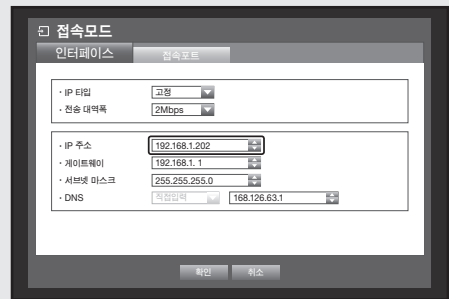 접속모드
인터페이스 접속포트
· IP 타입 고정
· 전송 대역폭 2Mbps
· IP 주소 192.168.1.202
· 게이트웨이 192.168.1. 1
· 서브넷 마스크 255.255.255.0
· DNS 직접입력 168.126.63.1
확인 취소